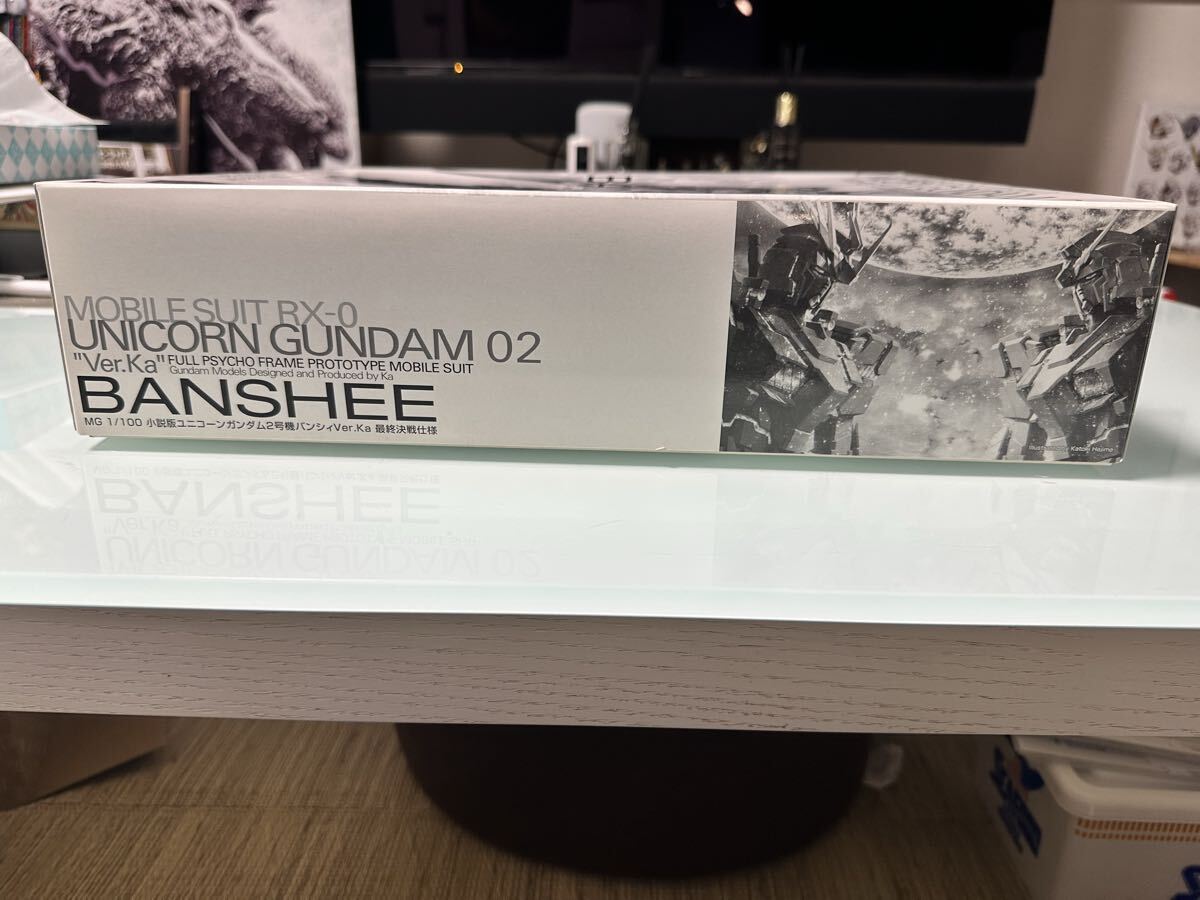 MOBILE SUIT RX-0
UNICORN GUNDAM 02
"Ver.Ka" FULL PSYCHO FRAME PROTOTYPE MOBILE SUIT
Gundam Models Designed and Produced by Ka
BANSHEE
MG 1/100 小説版ユニコーンガンダム2号機バンシィVer.Ka 最終決戦仕様
Katoki Hajime